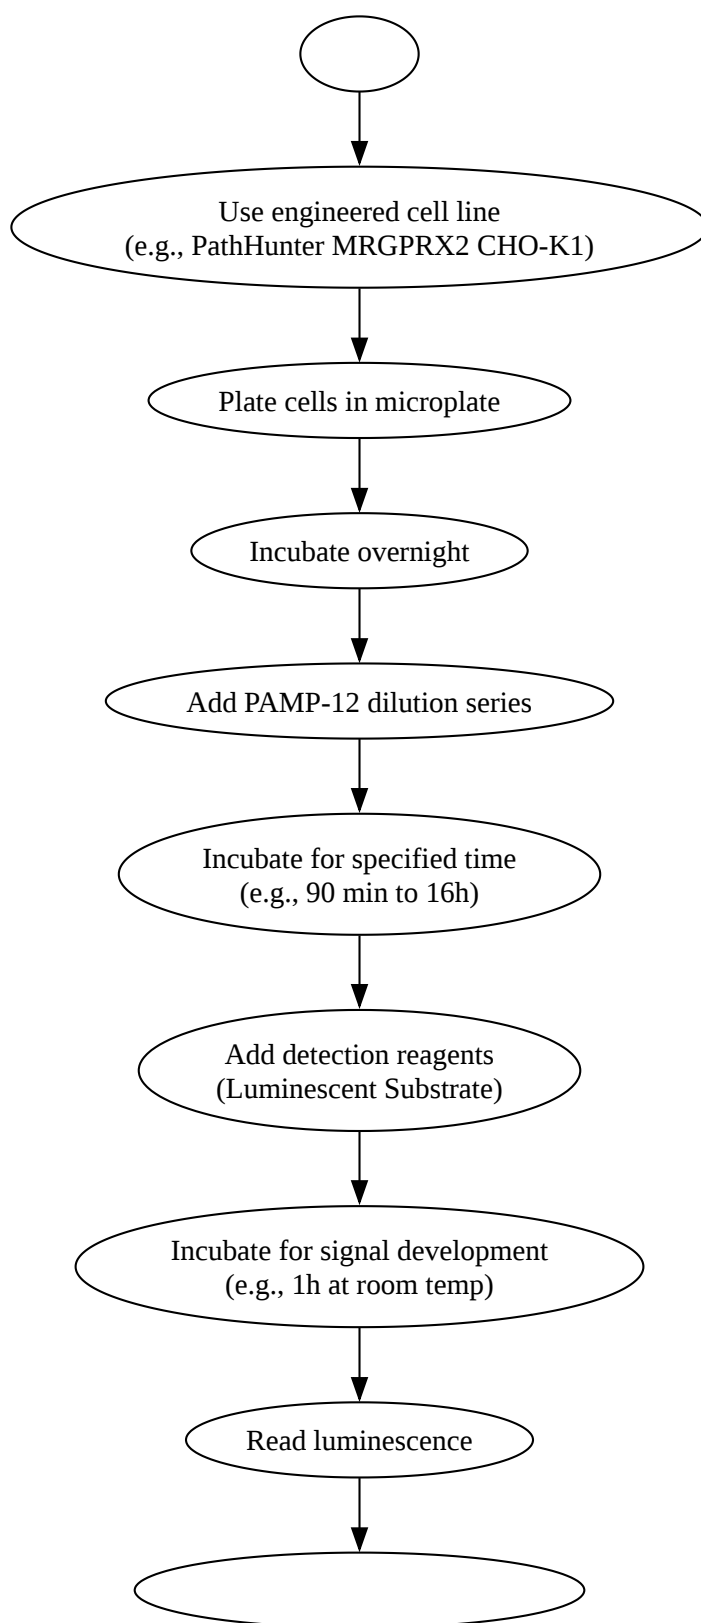 Use engineered cell line
(e.g., PathHunter MRGPRX2 CHO-K1)
Plate cells in microplate
Incubate overnight
Add PAMP-12 dilution series
Incubate for specified time
(e.g., 90 min to 16h)
Add detection reagents
(Luminescent Substrate)
Incubate for signal development
(e.g., 1h at room temp)
Read luminescence